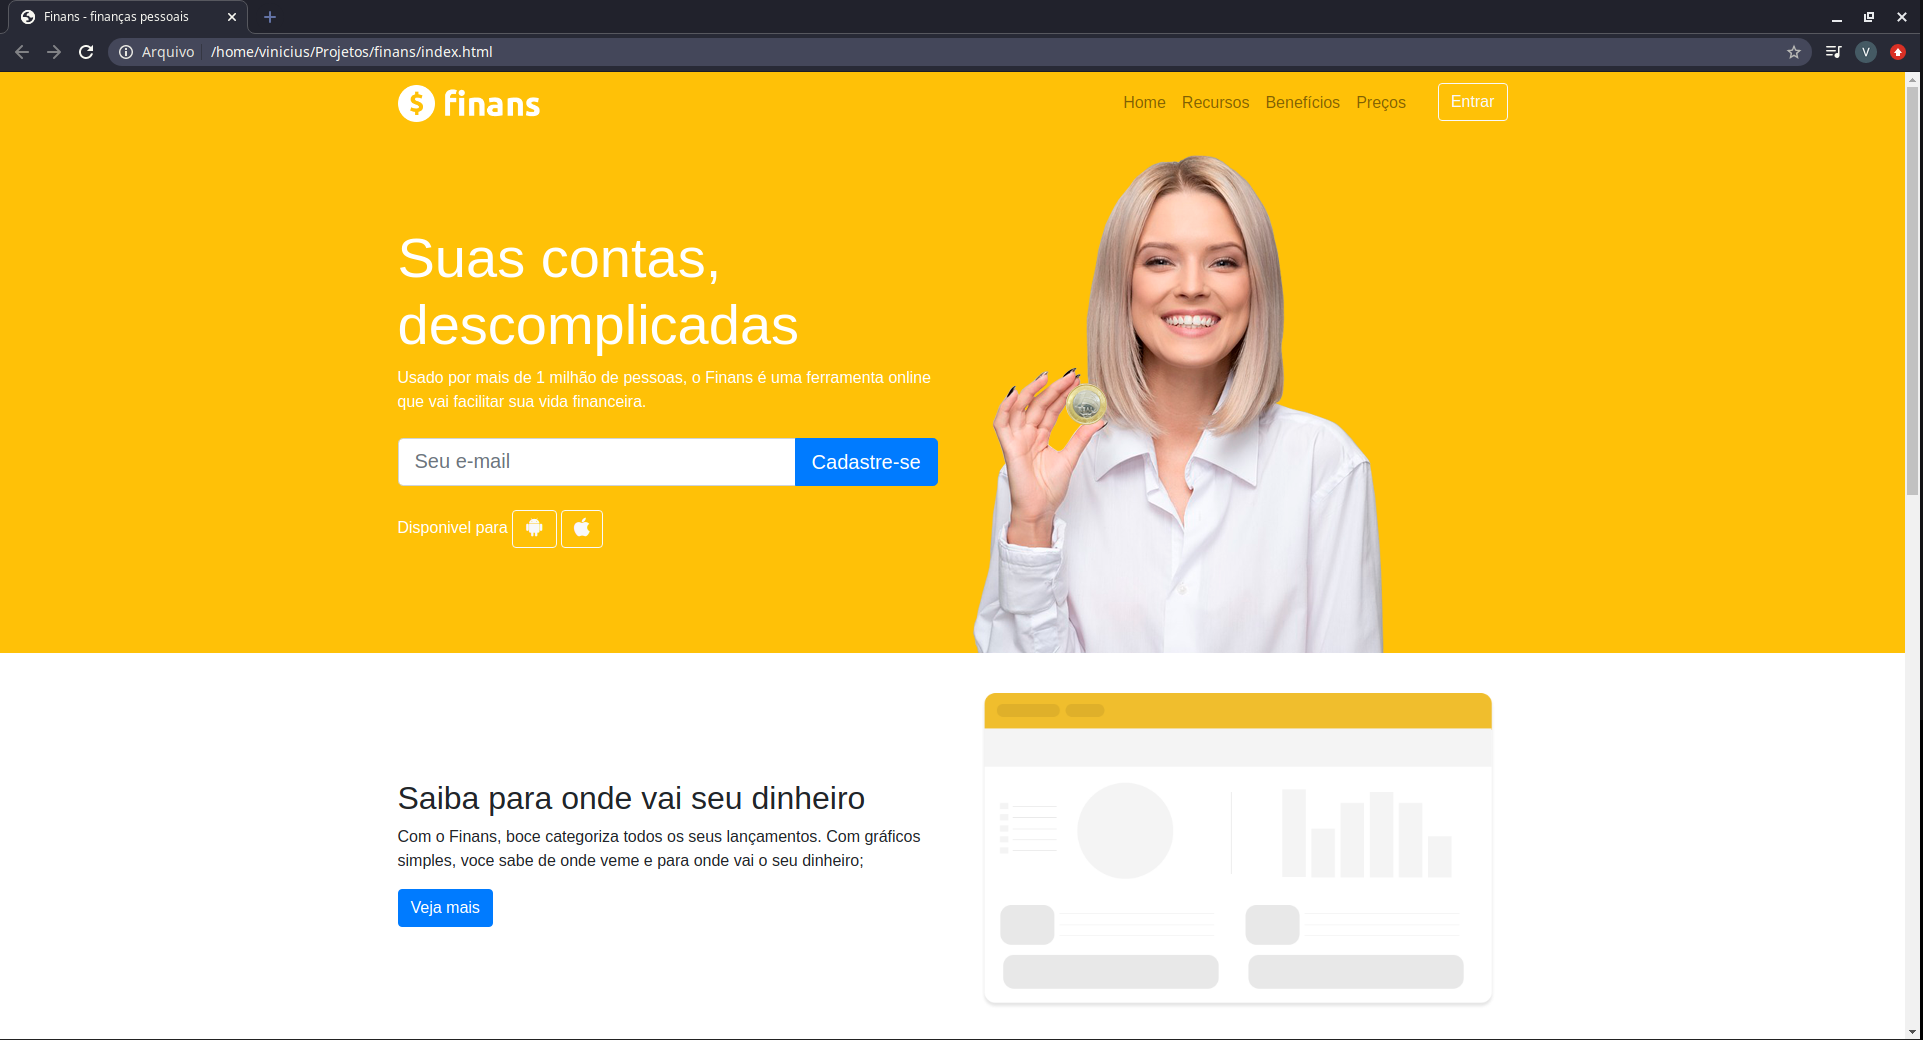 Finans - finanças pessoais
Arquivo /home/vinicius/Projetos/finans/index.html
V
$ finans
Home Recursos Benefícios Preços Entrar
Suas contas,
descomplicadas
Usado por mais de 1 milhão de pessoas, o Finans é uma ferramenta online
que vai facilitar sua vida financeira.
Seu e-mail Cadastre-se
Disponivel para
Saiba para onde vai seu dinheiro
Com o Finans, boce categoriza todos os seus lançamentos. Com gráficos
simples, voce sabe de onde veme e para onde vai o seu dinheiro;
Veja mais